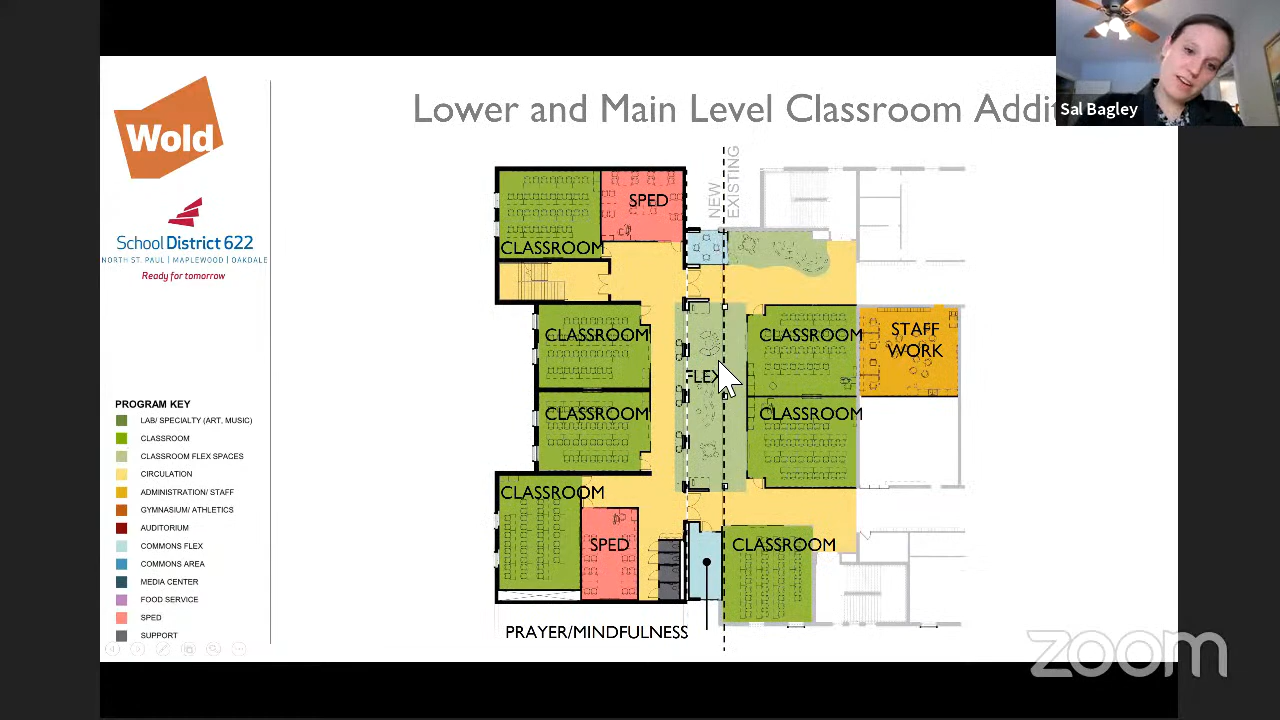 Wold
Lower and Main Level Classroom Addi
Sal Bagley
School District 622
NORTH ST. PAUL | MAPLEWOOD | OAKDALE
Ready for tomorrow
NEW
EXISTING
SPED
CLASSROOM
CLASSROOM
CLASSROOM
STAFF
WORK
FLEX
CLASSROOM
CLASSROOM
CLASSROOM
SPED
CLASSROOM
PRAYER/MINDFULNESS
PROGRAM KEY
LAB/ SPECIALTY (ART, MUSIC)
CLASSROOM
CLASSROOM FLEX SPACES
CIRCULATION
ADMINISTRATION/ STAFF
GYMNASIUM/ ATHLETICS
AUDITORIUM
COMMONS FLEX
COMMONS AREA
MEDIA CENTER
FOOD SERVICE
SPED
SUPPORT
zoom